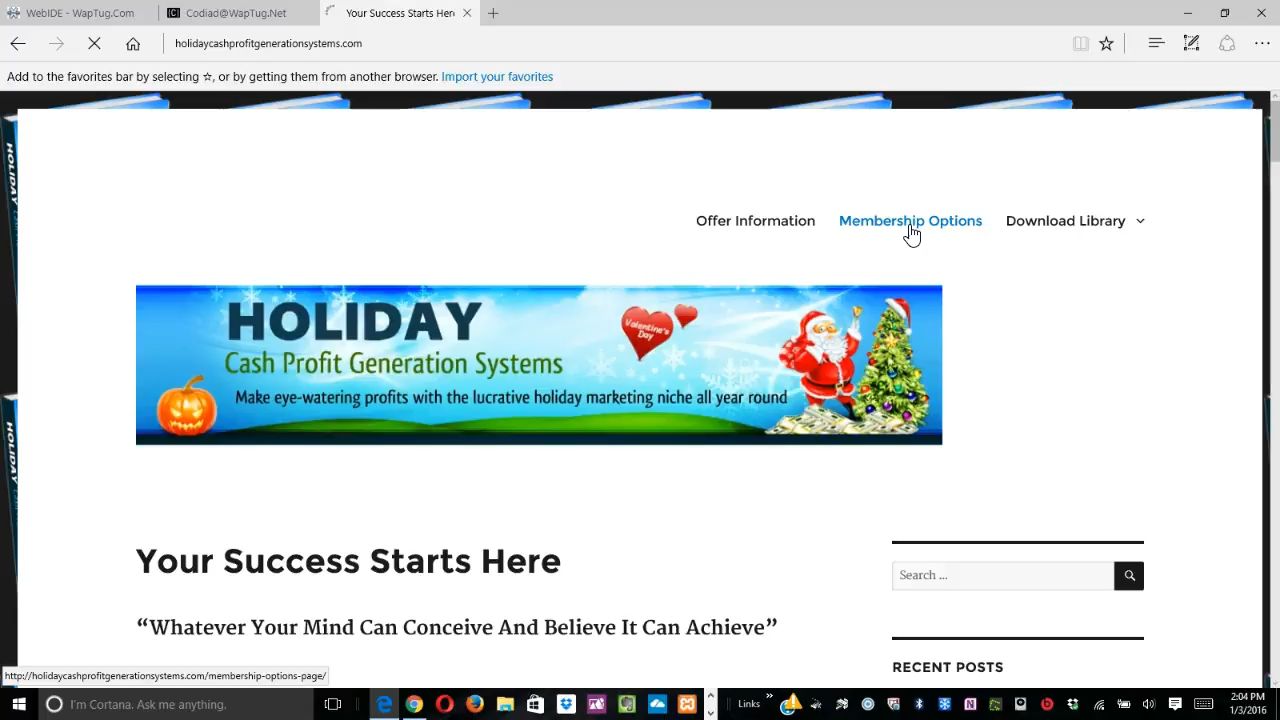 WebIDE - WapTug.Com
Codiad@WapTug.Net
Your Success Starts Here
holidaycashprofitgenerationsystems.com
Add to the favorites bar by selecting ☆, or by getting them from another browser. Import your favorites
HOLIDAY
HOLIDAY
Offer Information
Membership Options
Download Library
HOLIDAY
Cash Profit Generation Systems
Make eye-watering profits with the lucrative holiday marketing niche all year round
Valentine's
Day
Your Success Starts Here
Search ...
“Whatever Your Mind Can Conceive And Believe It Can Achieve”
RECENT POSTS
http://holidaycashprofitgenerationsystems.com/membership-options-page/
I'm Cortana. Ask me anything.
Links
2:04 PM
1/3/2016